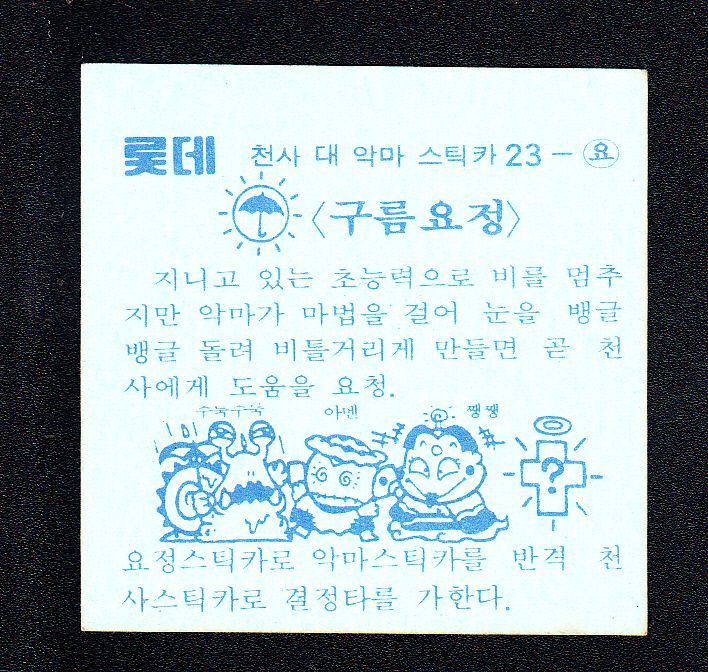 롯데 천사 대 악마 스틱카 23 - 요
〈구름요정〉
지니고 있는 초능력으로 비를 멈추
지만 악마가 마법을 걸어 눈을 뱅글
뱅글 돌려 비틀거리게 만들면 곧 천
사에게 도움을 요청.
수북수북 아멘 쨍쨍
?
요정스틱카로 악마스틱카를 반격 천
사스틱카로 결정타를 가한다.